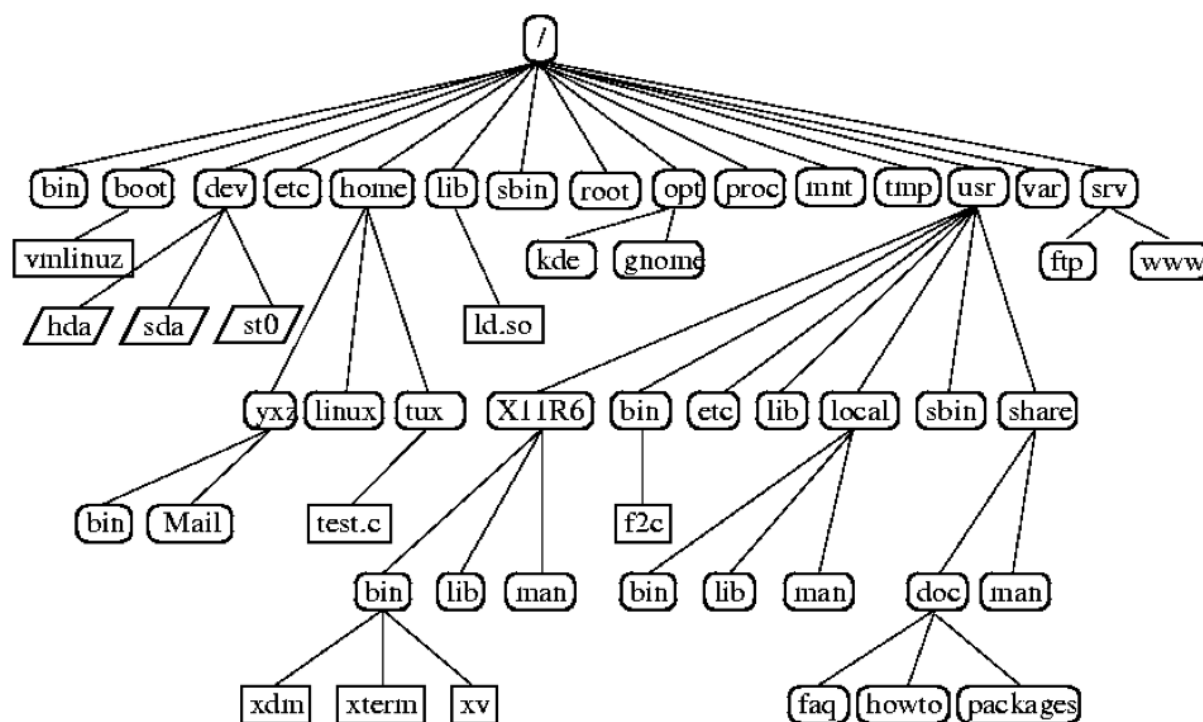 /
bin boot dev etc home lib sbin root opt proc mnt tmp usr var srv
vmlinuz kde gnome ftp www
hda sda st0 ld.so
yxz linux tux X11R6 bin etc lib local sbin share
bin Mail test.c f2c
bin lib man bin lib man doc man
xdm xterm xv faq howto packages